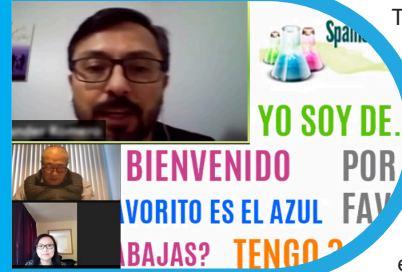 T
Spani
YO SOY DE.
BIENVENIDO POR
AVORITO ES EL AZUL FAV
ABAJAS? TENGO 2
e